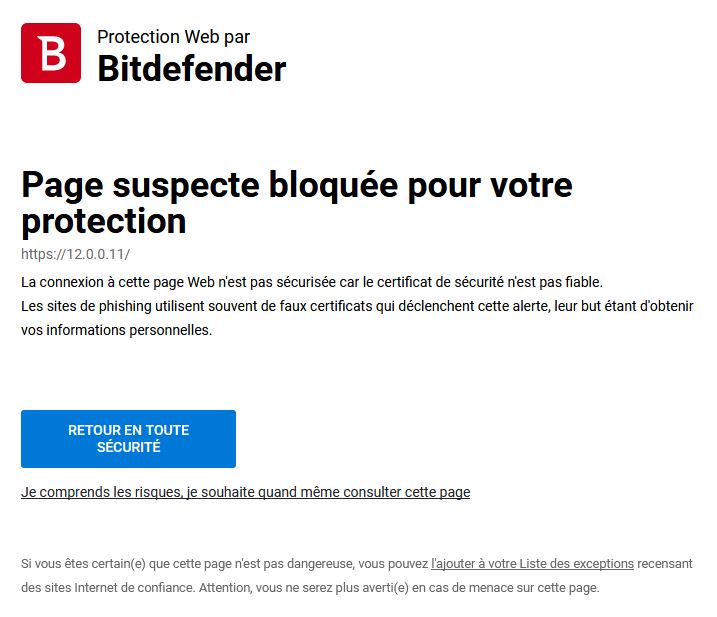 B
Protection Web par
Bitdefender
Page suspecte bloquée pour votre
protection
https://12.0.0.11/
La connexion à cette page Web n'est pas sécurisée car le certificat de sécurité n'est pas fiable.
Les sites de phishing utilisent souvent de faux certificats qui déclenchent cette alerte, leur but étant d'obtenir
vos informations personnelles.
RETOUR EN TOUTE
SÉCURITÉ
Je comprends les risques, je souhaite quand même consulter cette page
Si vous êtes certain(e) que cette page n'est pas dangereuse, vous pouvez l'ajouter à votre Liste des exceptions recensant
des sites Internet de confiance. Attention, vous ne serez plus averti(e) en cas de menace sur cette page.